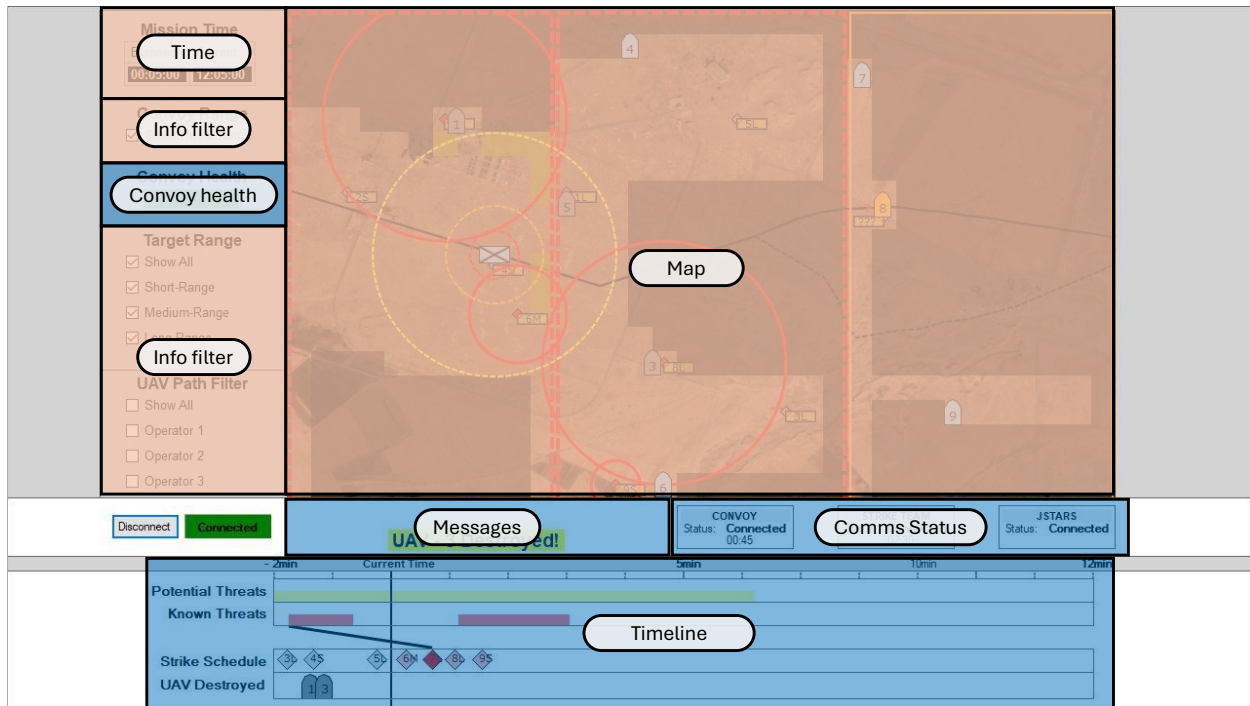 Mission Time
Time
00:05:00 12:05:00
Info filter
Convoy Health
Convoy health
Target Range
Show All
Short-Range
Medium-Range
Info filter
UAV Path Filter
Show All
Operator 1
Operator 2
Operator 3
4
7
1
5L
2S
5
1L
8
Map
6M
3
8L
9
9S
6
Disconnect
Connected
Messages
UAV
Destroyed!
CONVOY
Status: Connected
00:45
Comms Status
JSTARS
Status: Connected
- 2min
Current Time
5min
10min
12min
Potential Threats
Known Threats
Timeline
Strike Schedule
3L 4S 5L 6M 8L 9S
UAV Destroyed
1 3